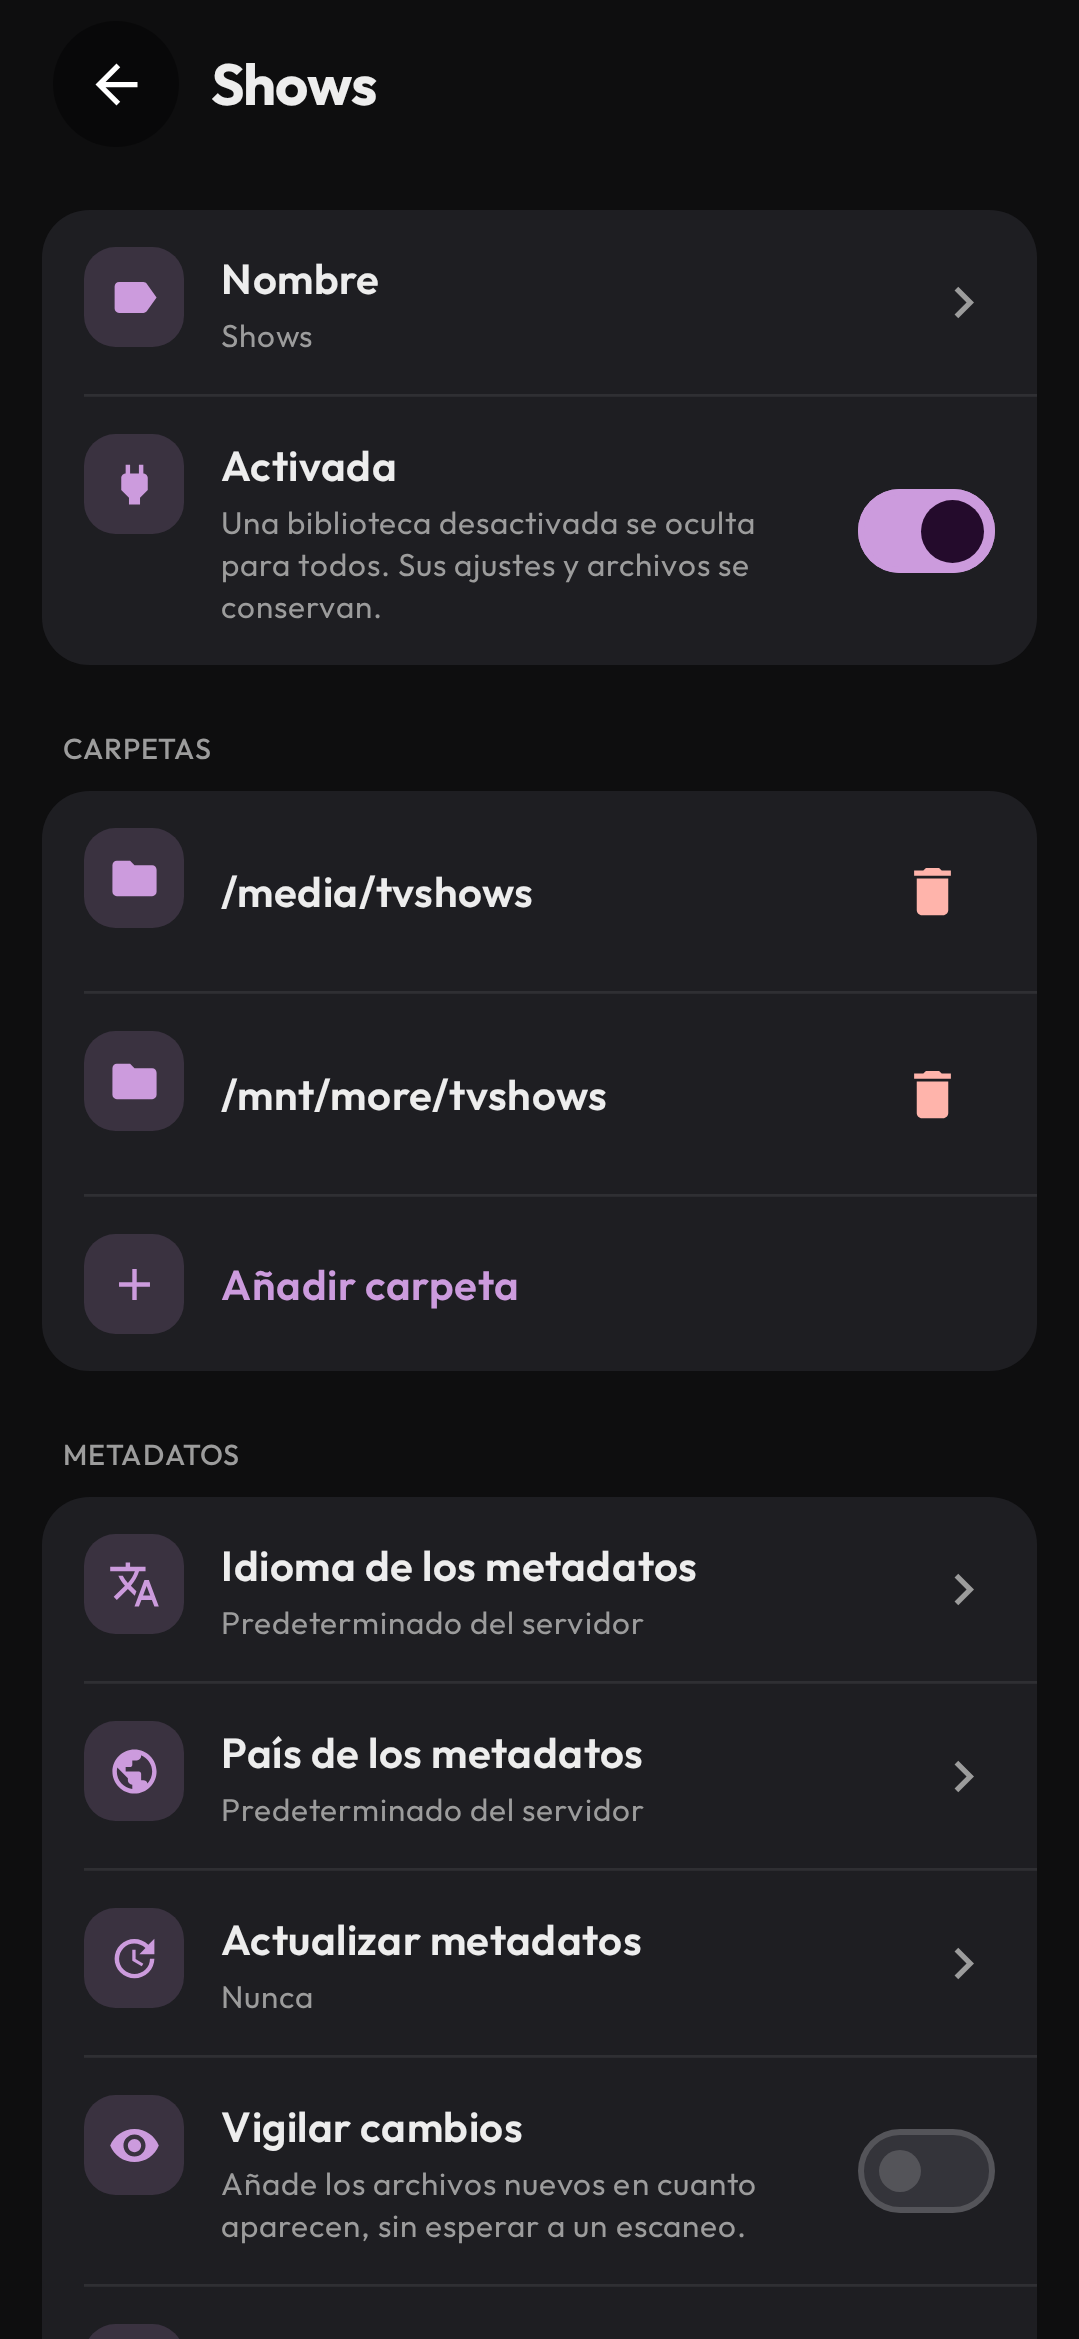 Shows
Nombre
Shows
Activada
Una biblioteca desactivada se oculta
para todos. Sus ajustes y archivos se
conservan.
CARPETAS
/media/tvshows
/mnt/more/tvshows
Añadir carpeta
METADATOS
Idioma de los metadatos
Predeterminado del servidor
País de los metadatos
Predeterminado del servidor
Actualizar metadatos
Nunca
Vigilar cambios
Añade los archivos nuevos en cuanto
aparecen, sin esperar a un escaneo.